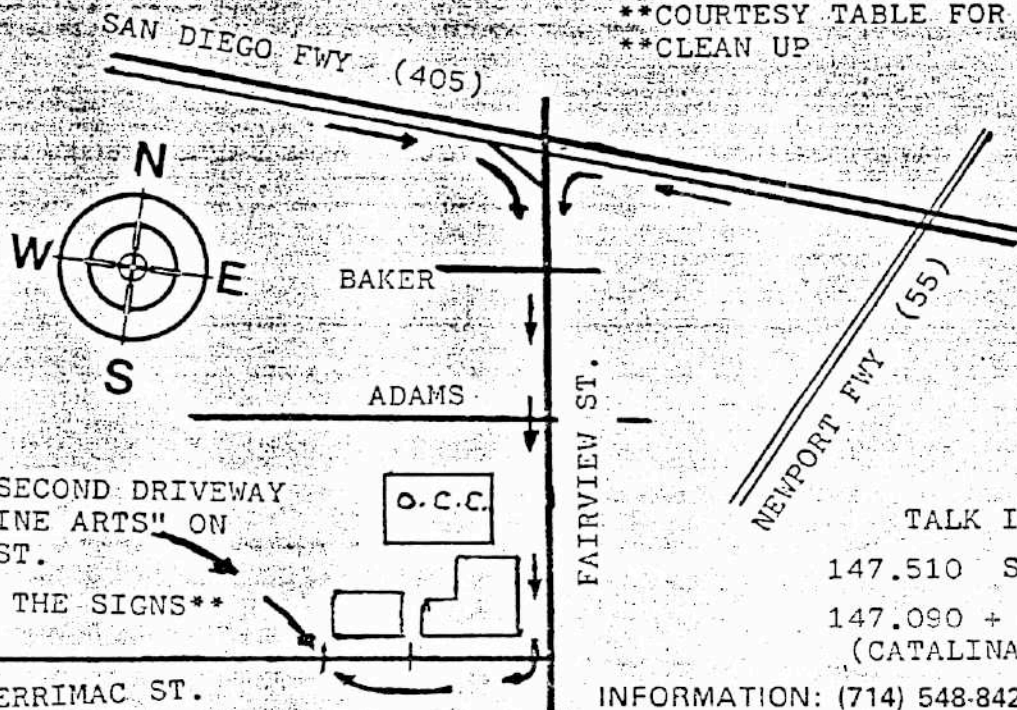 **COURTESY TABLE FOR
**CLEAN UP
SAN DIEGO FWY (405)
N
W
E
S
BAKER
ADAMS
FAIRVIEW ST.
NEWPORT FWY (55)
O.C.C.
SECOND DRIVEWAY
INE ARTS" ON
ST.
THE SIGNS**
ERRIMAC ST.
TALK I
147.510 S
147.090 +
(CATALINA
INFORMATION: (714) 548-842